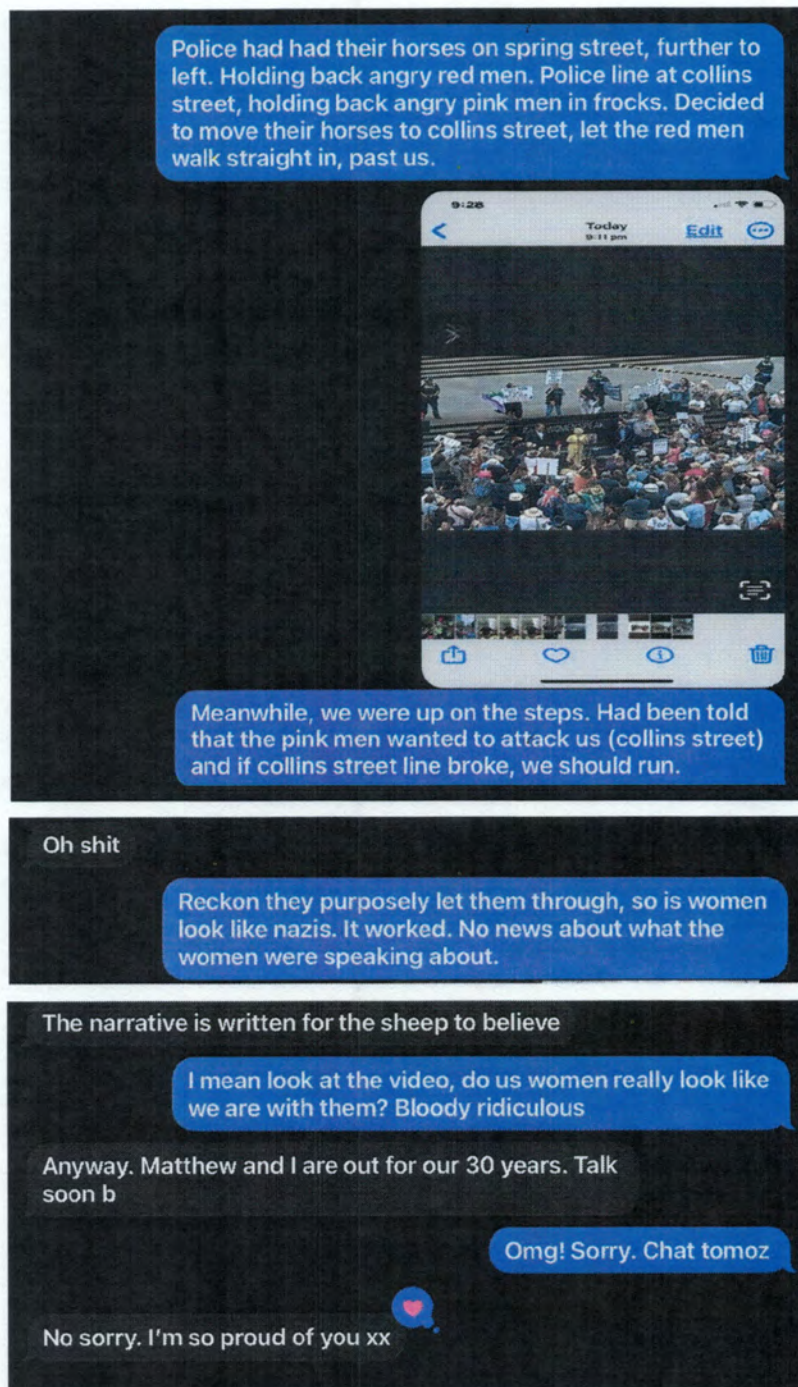 Police had had their horses on spring street, further to
left. Holding back angry red men. Police line at collins
street, holding back angry pink men in frocks. Decided
to move their horses to collins street, let the red men
walk straight in, past us.
9:28
Today
9:11 pm
Edit
Meanwhile, we were up on the steps. Had been told
that the pink men wanted to attack us (collins street)
and if collins street line broke, we should run.
Oh shit
Reckon they purposely let them through, so is women
look like nazis. It worked. No news about what the
women were speaking about.
The narrative is written for the sheep to believe
I mean look at the video, do us women really look like
we are with them? Bloody ridiculous
Anyway. Matthew and I are out for our 30 years. Talk
soon b
Omg! Sorry. Chat tomoz
No sorry. I'm so proud of you xx